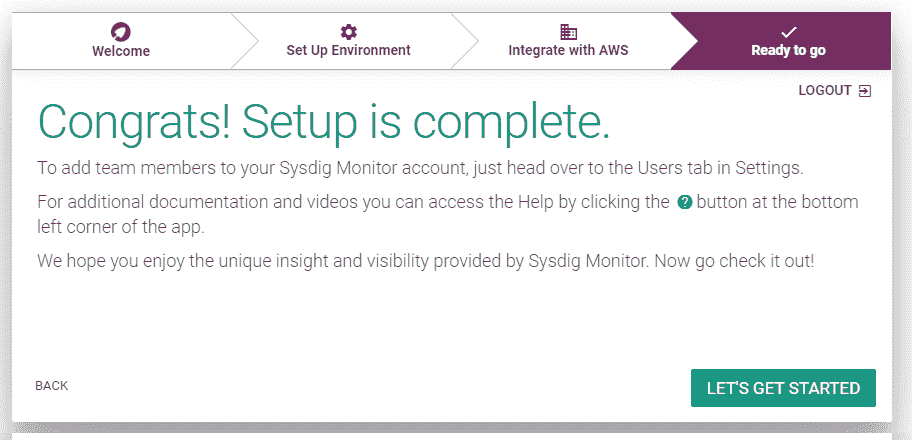 Welcome
Set Up Environment
Integrate with AWS
Ready to go
LOGOUT
Congrats! Setup is complete.
To add team members to your Sysdig Monitor account, just head over to the Users tab in Settings.
For additional documentation and videos you can access the Help by clicking the ? button at the bottom
left corner of the app.
We hope you enjoy the unique insight and visibility provided by Sysdig Monitor. Now go check it out!
BACK
LET'S GET STARTED